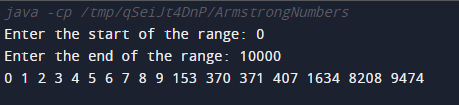 java -cp /tmp/qSeiJt4DnP/ArmstrongNumbers
Enter the start of the range: 0
Enter the end of the range: 10000
0 1 2 3 4 5 6 7 8 9 153 370 371 407 1634 8208 9474